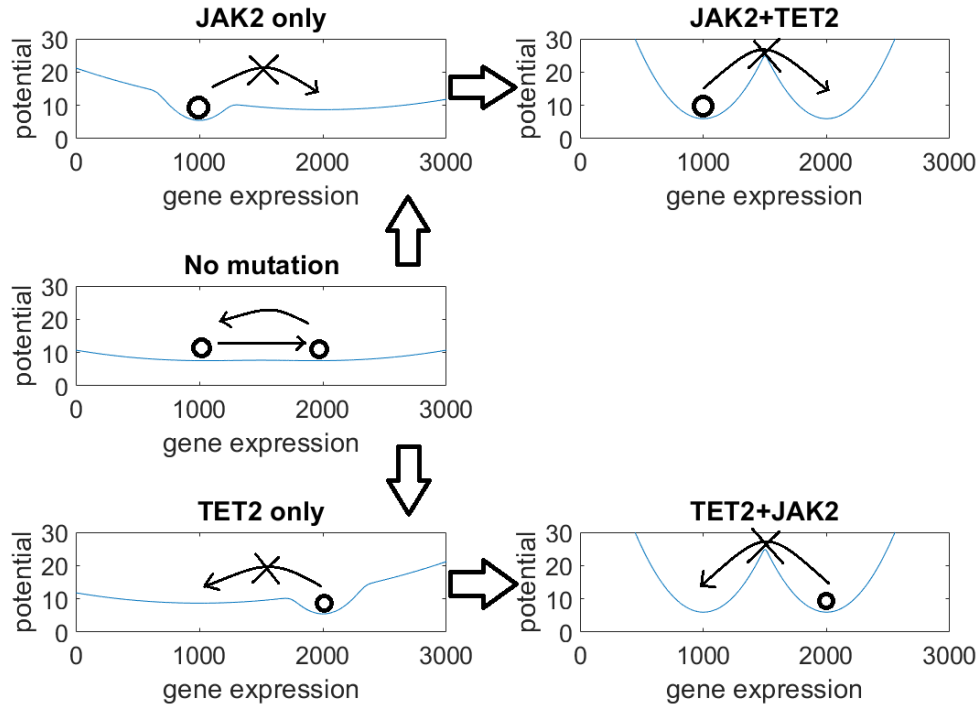 JAK2 only
potential
30
20
10
0
0 1000 2000 3000
gene expression
JAK2+TET2
potential
30
20
10
0
0 1000 2000 3000
gene expression
No mutation
potential
30
20
10
0
0 1000 2000 3000
gene expression
TET2 only
potential
30
20
10
0
0 1000 2000 3000
gene expression
TET2+JAK2
potential
30
20
10
0
0 1000 2000 3000
gene expression